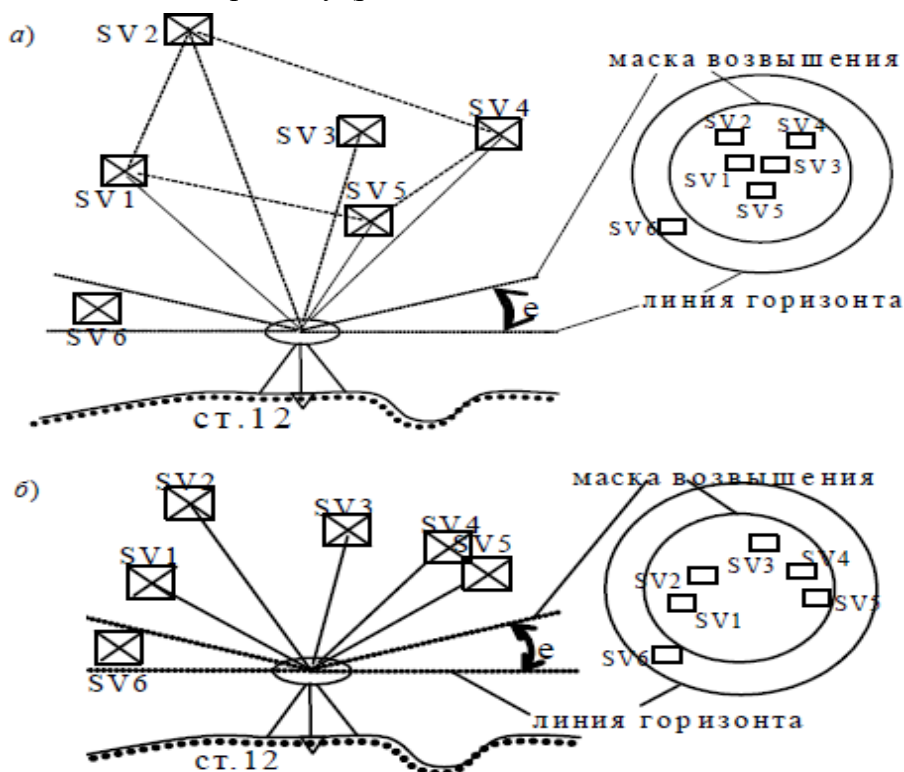 а)
SV2
маска возвышения
SV3
SV4
SV2
SV4
SV1
SV5
SV1
SV3
SV5
SV6
e
линия горизонта
SV6
ст.12
б)
SV2
маска возвышения
SV3
SV4
SV1
SV5
SV3
SV4
SV2
SV5
SV1
SV6
e
SV6
линия горизонта
ст.12